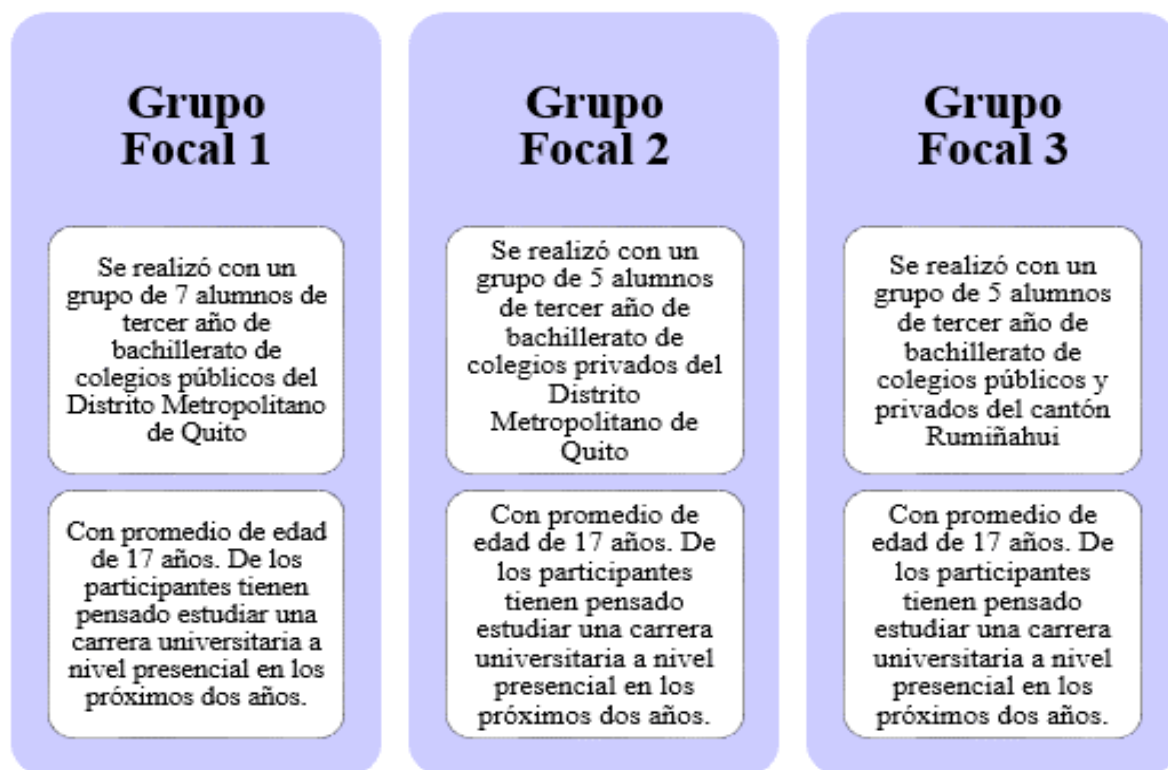 Grupo
Focal 1
Se realizó con un
grupo de 7 alumnos de
tercer año de
bachillerato de
colegios públicos del
Distrito Metropolitano
de Quito
Con promedio de edad
de 17 años. De los
participantes tienen
pensado estudiar una
carrera universitaria a
nivel presencial en los
próximos dos años.
Grupo
Focal 2
Se realizó con un
grupo de 5 alumnos
de tercer año de
bachillerato de
colegios privados del
Distrito
Metropolitano de
Quito
Con promedio de
edad de 17 años. De
los participantes
tienen pensado
estudiar una carrera
universitaria a nivel
presencial en los
próximos dos años.
Grupo
Focal 3
Se realizó con un
grupo de 5 alumnos
de tercer año de
bachillerato de
colegios públicos y
privados del cantón
Rumiñahui
Con promedio de
edad de 17 años. De
los participantes
tienen pensado
estudiar una carrera
universitaria a nivel
presencial en los
próximos dos años.